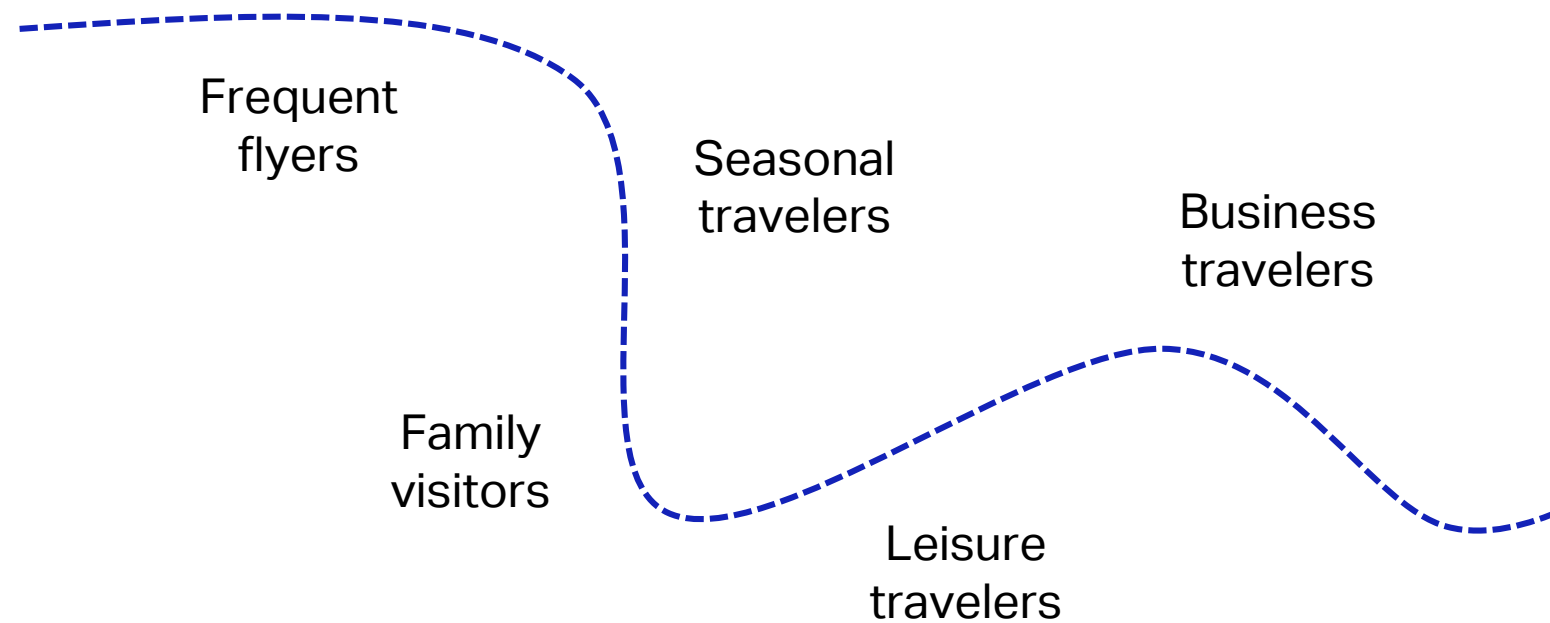 Frequent
flyers
Seasonal
travelers
Business
travelers
Family
visitors
Leisure
travelers